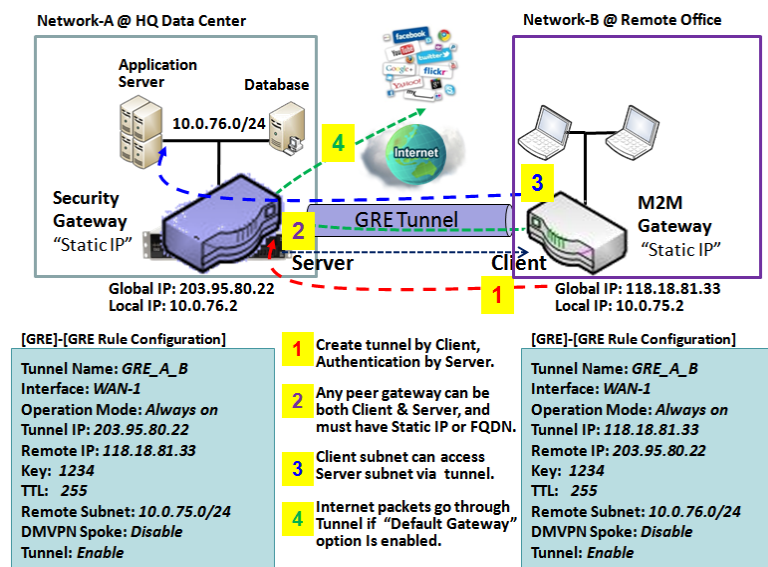 Network-A @ HQ Data Center
Network-B @ Remote Office
Application
Server
Database
10.0.76.0/24
facebook
YouTube
twitter
Google+
flickr
YAHOO!
4
Internet
3
Security
Gateway
"Static IP"
GRE Tunnel
2
M2M
Gateway
"Static IP"
Server
Client
1
Global IP: 203.95.80.22
Local IP: 10.0.76.2
Global IP: 118.18.81.33
Local IP: 10.0.75.2
[GRE]-[GRE Rule Configuration]
Tunnel Name: GRE_A_B
Interface: WAN-1
Operation Mode: Always on
Tunnel IP: 203.95.80.22
Remote IP: 118.18.81.33
Key: 1234
TTL: 255
Remote Subnet: 10.0.75.0/24
DMVPN Spoke: Disable
Tunnel: Enable
1 Create tunnel by Client,
Authentication by Server.
2 Any peer gateway can be
both Client & Server, and
must have Static IP or FQDN.
3 Client subnet can access
Server subnet via tunnel.
4 Internet packets go through
Tunnel if "Default Gateway"
option Is enabled.
[GRE]-[GRE Rule Configuration]
Tunnel Name: GRE_A_B
Interface: WAN-1
Operation Mode: Always on
Tunnel IP: 118.18.81.33
Remote IP: 203.95.80.22
Key: 1234
TTL: 255
Remote Subnet: 10.0.76.0/24
DMVPN Spoke: Disable
Tunnel: Enable